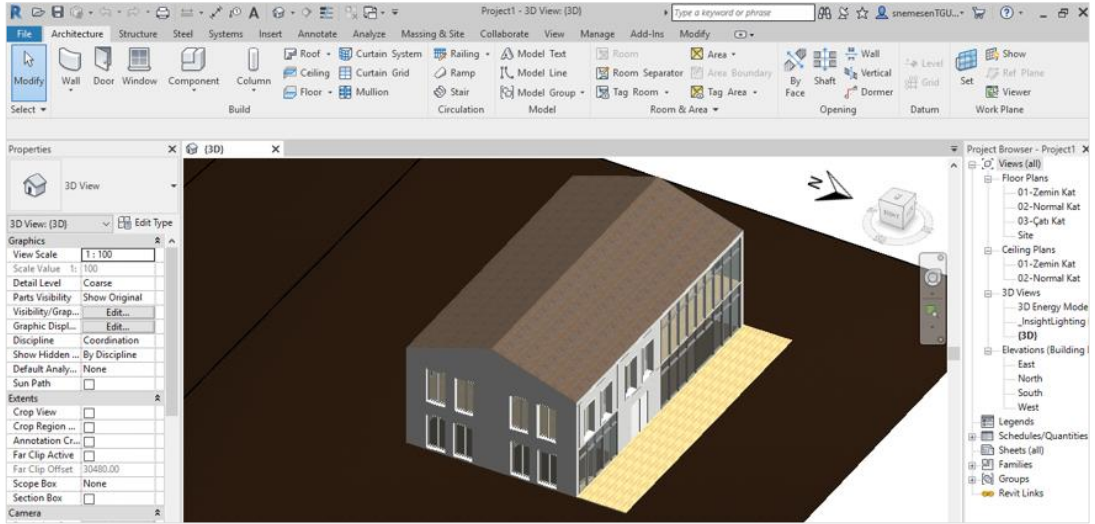 Project1 - 3D View: {3D}
Type a keyword or phrase
snemesenTGU...
File Architecture Structure Steel Systems Insert Annotate Analyze Massing & Site Collaborate View Manage Add-Ins Modify
Modify Wall Door Window Component Column
Roof Curtain System Railing Model Text Room Area Wall Show
Ceiling Curtain Grid Ramp Model Line Room Separator Area Boundary By Face Shaft Vertical Level Grid Set Ref Plane
Floor Mullion Stair Model Group Tag Room Tag Area Dormer Viewer
Select Build Circulation Model Room & Area Opening Datum Work Plane
Properties
3D View
3D View: {3D} Edit Type
Graphics
View Scale 1 : 100
Scale Value 1: 100
Detail Level Coarse
Parts Visibility Show Original
Visibility/Grap... Edit...
Graphic Displ... Edit...
Discipline Coordination
Show Hidden ... By Discipline
Default Analy... None
Sun Path
Extents
Crop View
Crop Region ...
Annotation Cr...
Far Clip Active
Far Clip Offset 30480.00
Scope Box None
Section Box
Camera
{3D}
N
Project Browser - Project1
Views (all)
Floor Plans
01-Zemin Kat
02-Normal Kat
03-Çatı Kat
Site
Ceiling Plans
01-Zemin Kat
02-Normal Kat
3D Views
3D Energy Mode
_InsightLighting
{3D}
Elevations (Building
East
North
South
West
Legends
Schedules/Quantities
Sheets (all)
Families
Groups
Revit Links